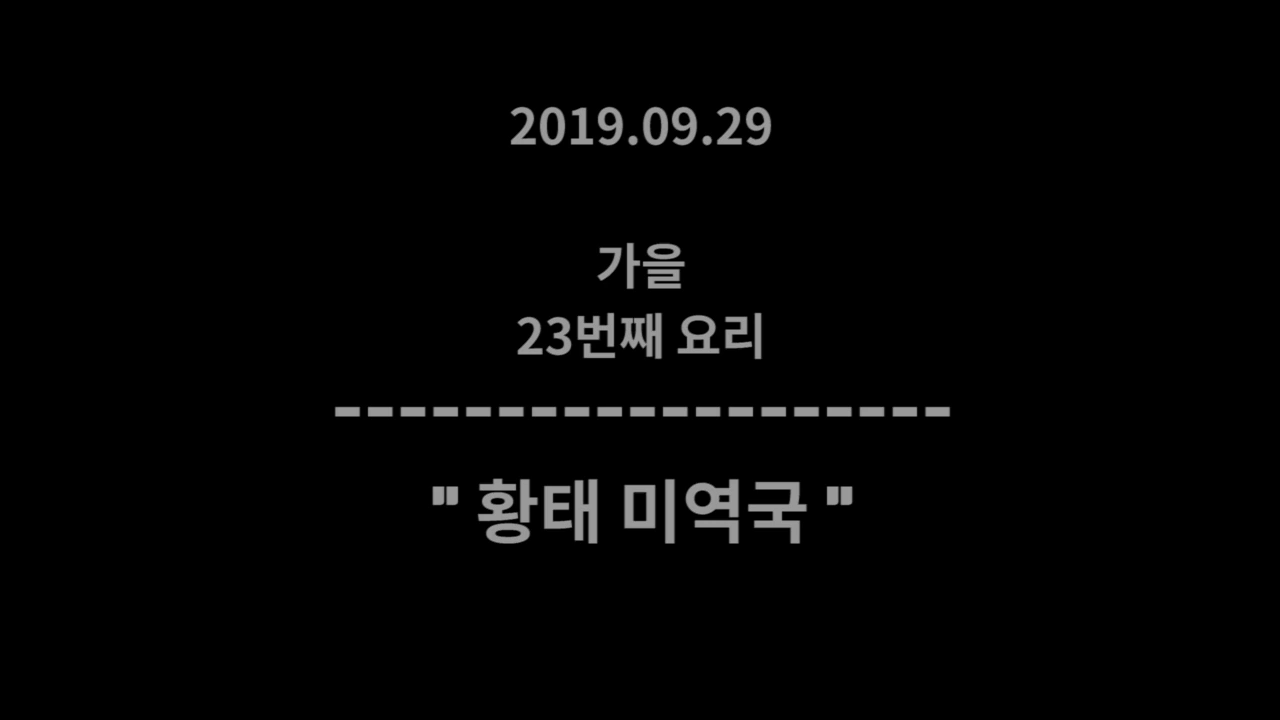 2019.09.29
가을
23번째 요리
-------------------
" 황태 미역국 "